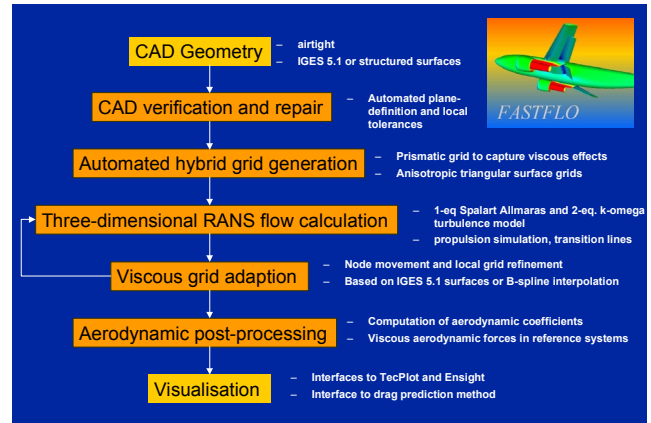 CAD Geometry
– airtight
– IGES 5.1 or structured surfaces
CAD verification and repair
– Automated plane-
definition and local
tolerances
FASTFLO
Automated hybrid grid generation
– Prismatic grid to capture viscous effects
– Anisotropic triangular surface grids
Three-dimensional RANS flow calculation
– 1-eq Spalart Allmaras and 2-eq. k-omega
turbulence model
– propulsion simulation, transition lines
Viscous grid adaption
– Node movement and local grid refinement
– Based on IGES 5.1 surfaces or B-spline interpolation
Aerodynamic post-processing
– Computation of aerodynamic coefficients
– Viscous aerodynamic forces in reference systems
Visualisation
– Interfaces to TecPlot and Ensight
– Interface to drag prediction method